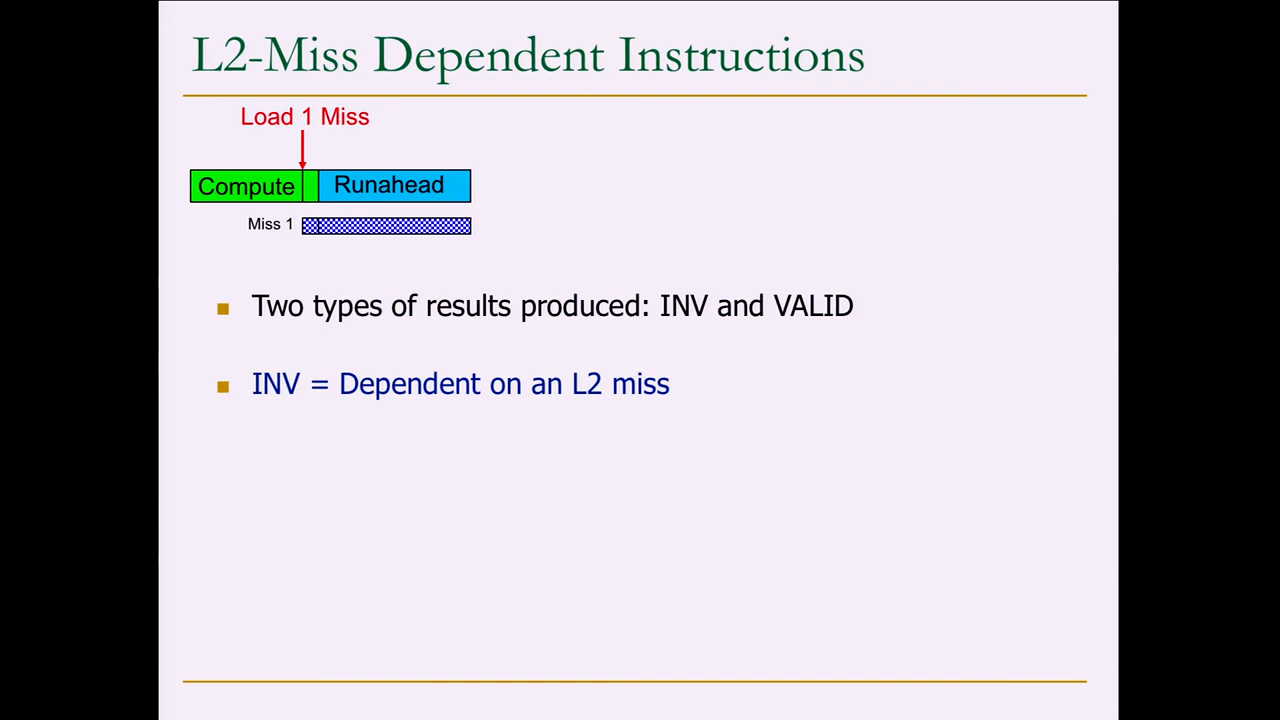 L2-Miss Dependent Instructions
Load 1 Miss
Compute
Runahead
Miss 1
Two types of results produced: INV and VALID
INV = Dependent on an L2 miss